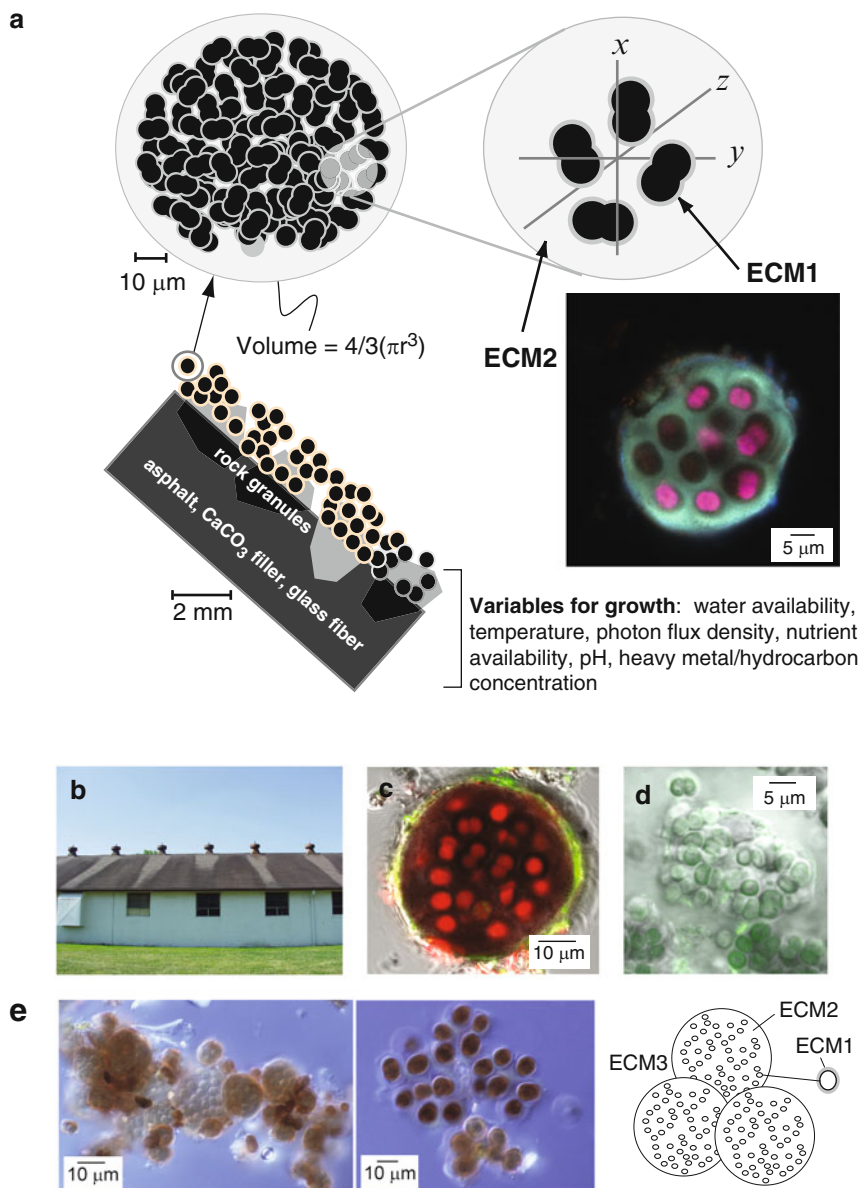 a
x
z
y
10 μm
ECM1
Volume = 4/3(πr³)
ECM2
rock granules
asphalt, CaCO₃ filler, glass fiber
5 μm
2 mm
Variables for growth: water availability,
temperature, photon flux density, nutrient
availability, pH, heavy metal/hydrocarbon
concentration
b
c
10 μm
d
5 μm
e
10 μm
10 μm
ECM2
ECM1
ECM3